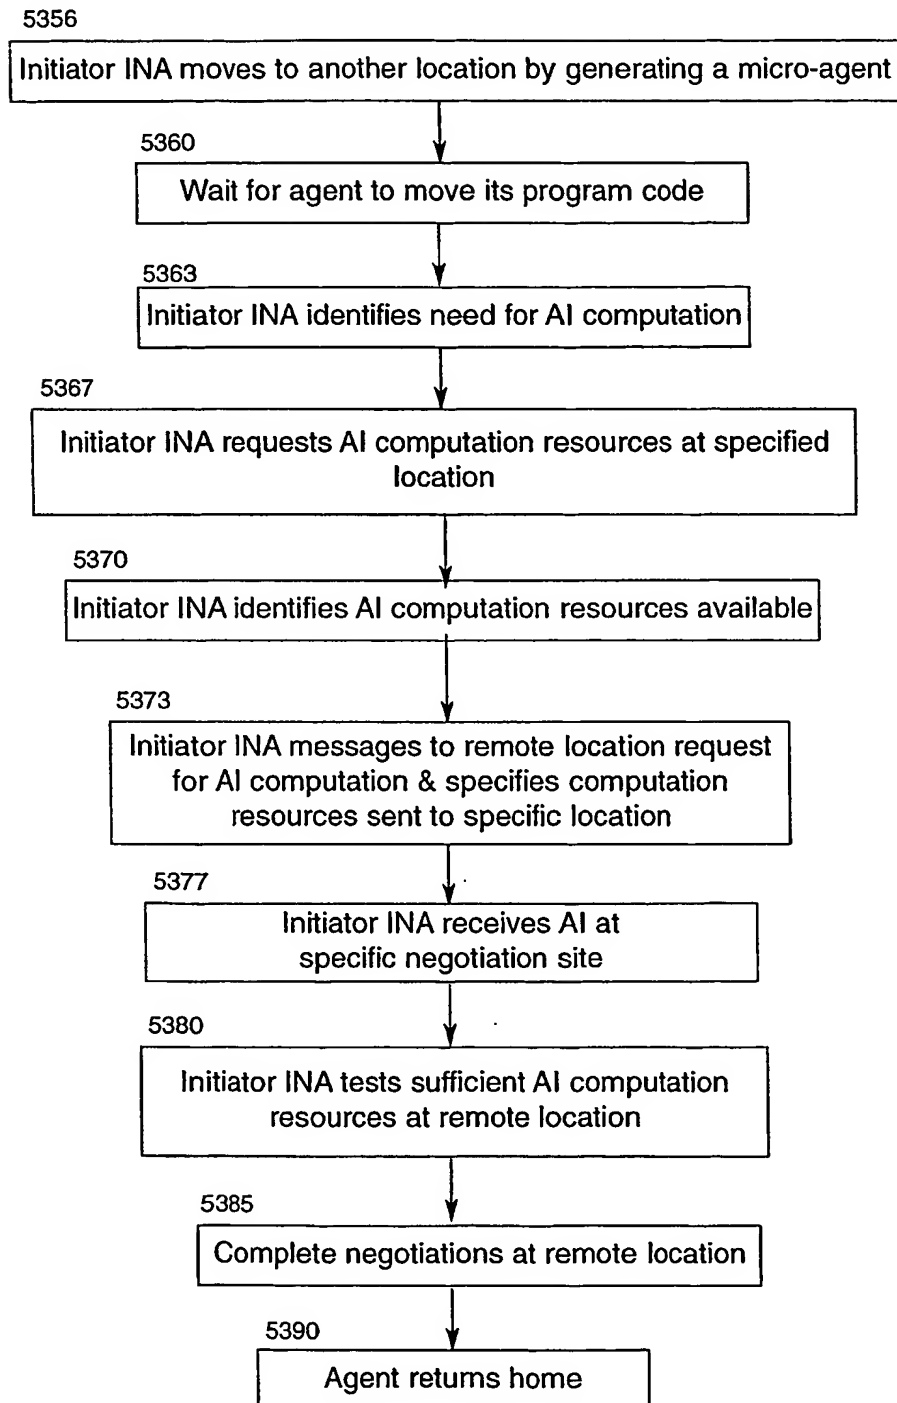 5356
Initiator INA moves to another location by generating a micro-agent
5360
Wait for agent to move its program code
5363
Initiator INA identifies need for AI computation
5367
Initiator INA requests AI computation resources at specified
location
5370
Initiator INA identifies AI computation resources available
5373
Initiator INA messages to remote location request
for AI computation & specifies computation
resources sent to specific location
5377
Initiator INA receives AI at
specific negotiation site
5380
Initiator INA tests sufficient AI computation
resources at remote location
5385
Complete negotiations at remote location
5390
Agent returns home